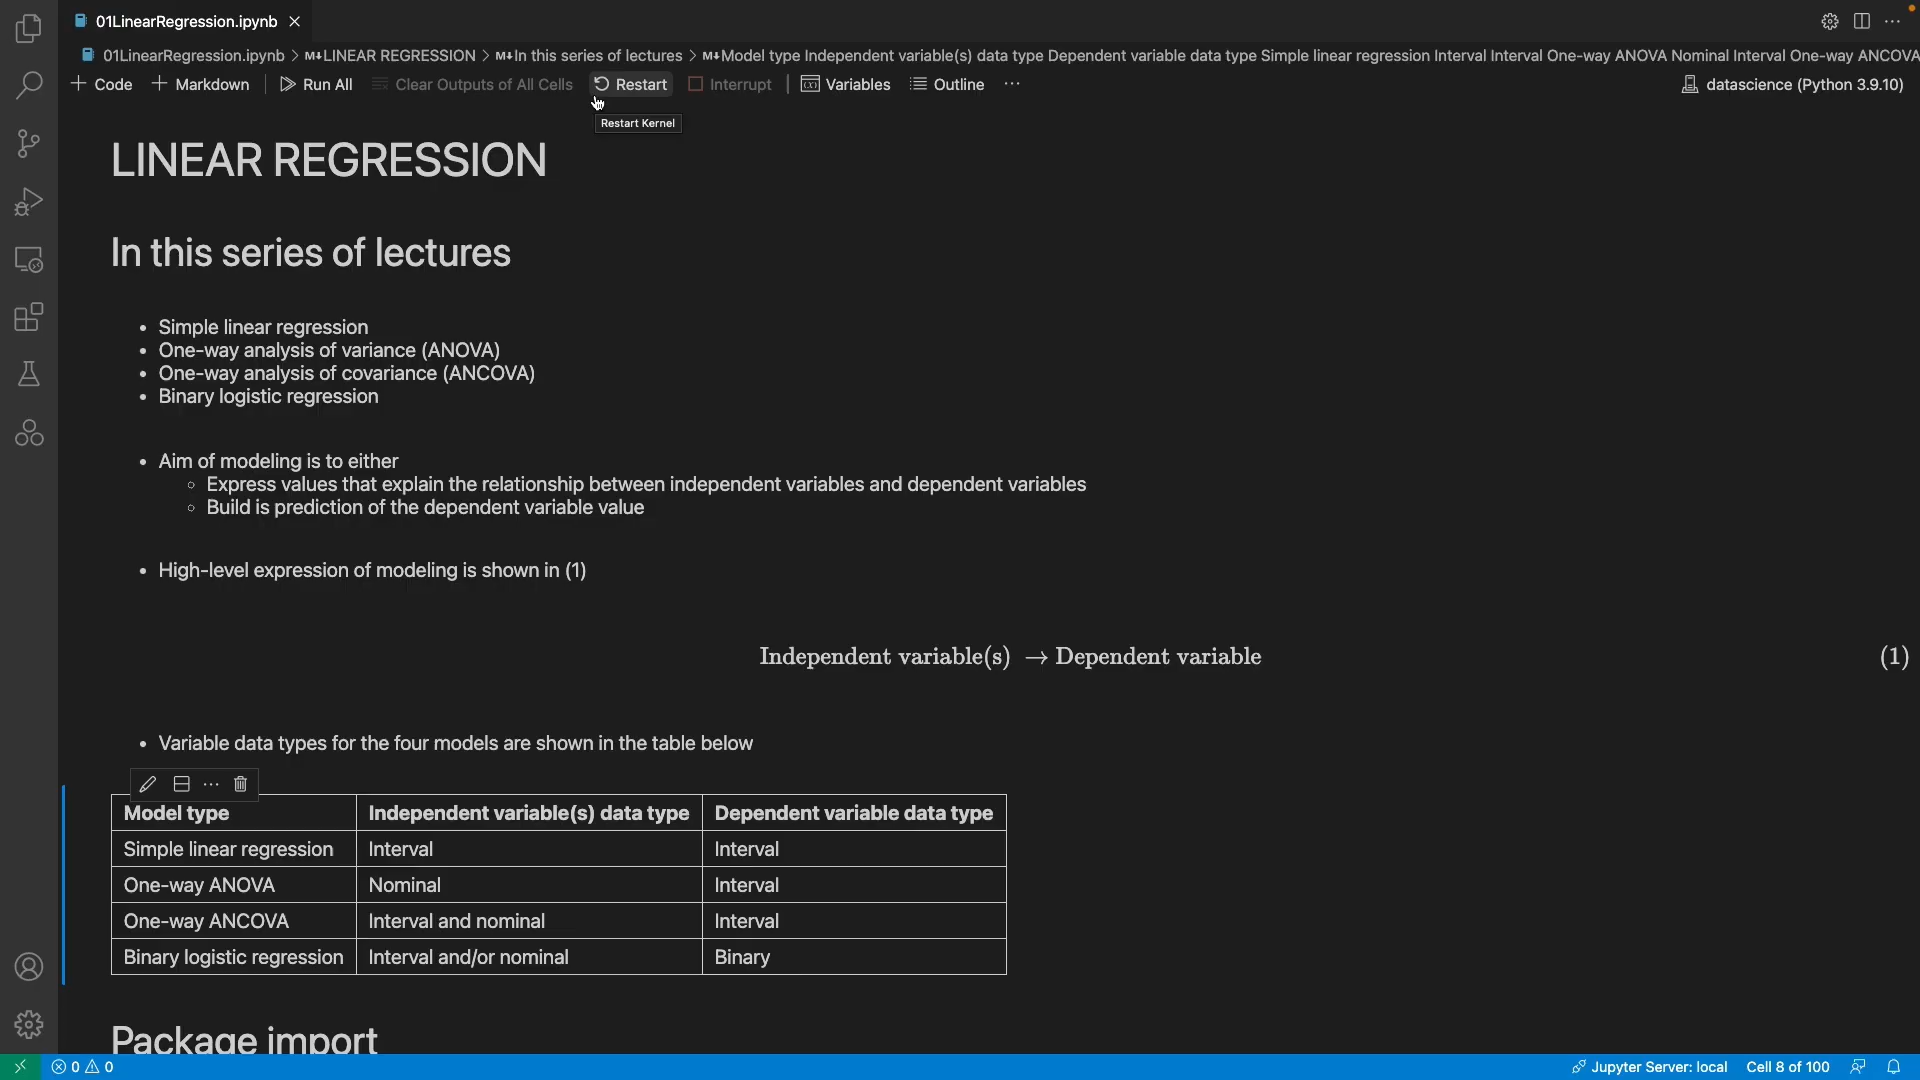 01LinearRegression.ipynb
01LinearRegression.ipynb > M↓LINEAR REGRESSION > M↓In this series of lectures > M↓Model type Independent variable(s) data type Dependent variable data type Simple linear regression Interval Interval One-way ANOVA Nominal Interval One-way ANCOVA
+ Code + Markdown Run All Clear Outputs of All Cells Restart Interrupt Variables Outline ··· datascience (Python 3.9.10)
Restart Kernel
LINEAR REGRESSION
In this series of lectures
• Simple linear regression
• One-way analysis of variance (ANOVA)
• One-way analysis of covariance (ANCOVA)
• Binary logistic regression
• Aim of modeling is to either
◦ Express values that explain the relationship between independent variables and dependent variables
◦ Build is prediction of the dependent variable value
• High-level expression of modeling is shown in (1)
Independent variable(s) → Dependent variable (1)
• Variable data types for the four models are shown in the table below
Model type Independent variable(s) data type Dependent variable data type
Simple linear regression Interval Interval
One-way ANOVA Nominal Interval
One-way ANCOVA Interval and nominal Interval
Binary logistic regression Interval and/or nominal Binary
Package import
0 0 Jupyter Server: local Cell 8 of 100